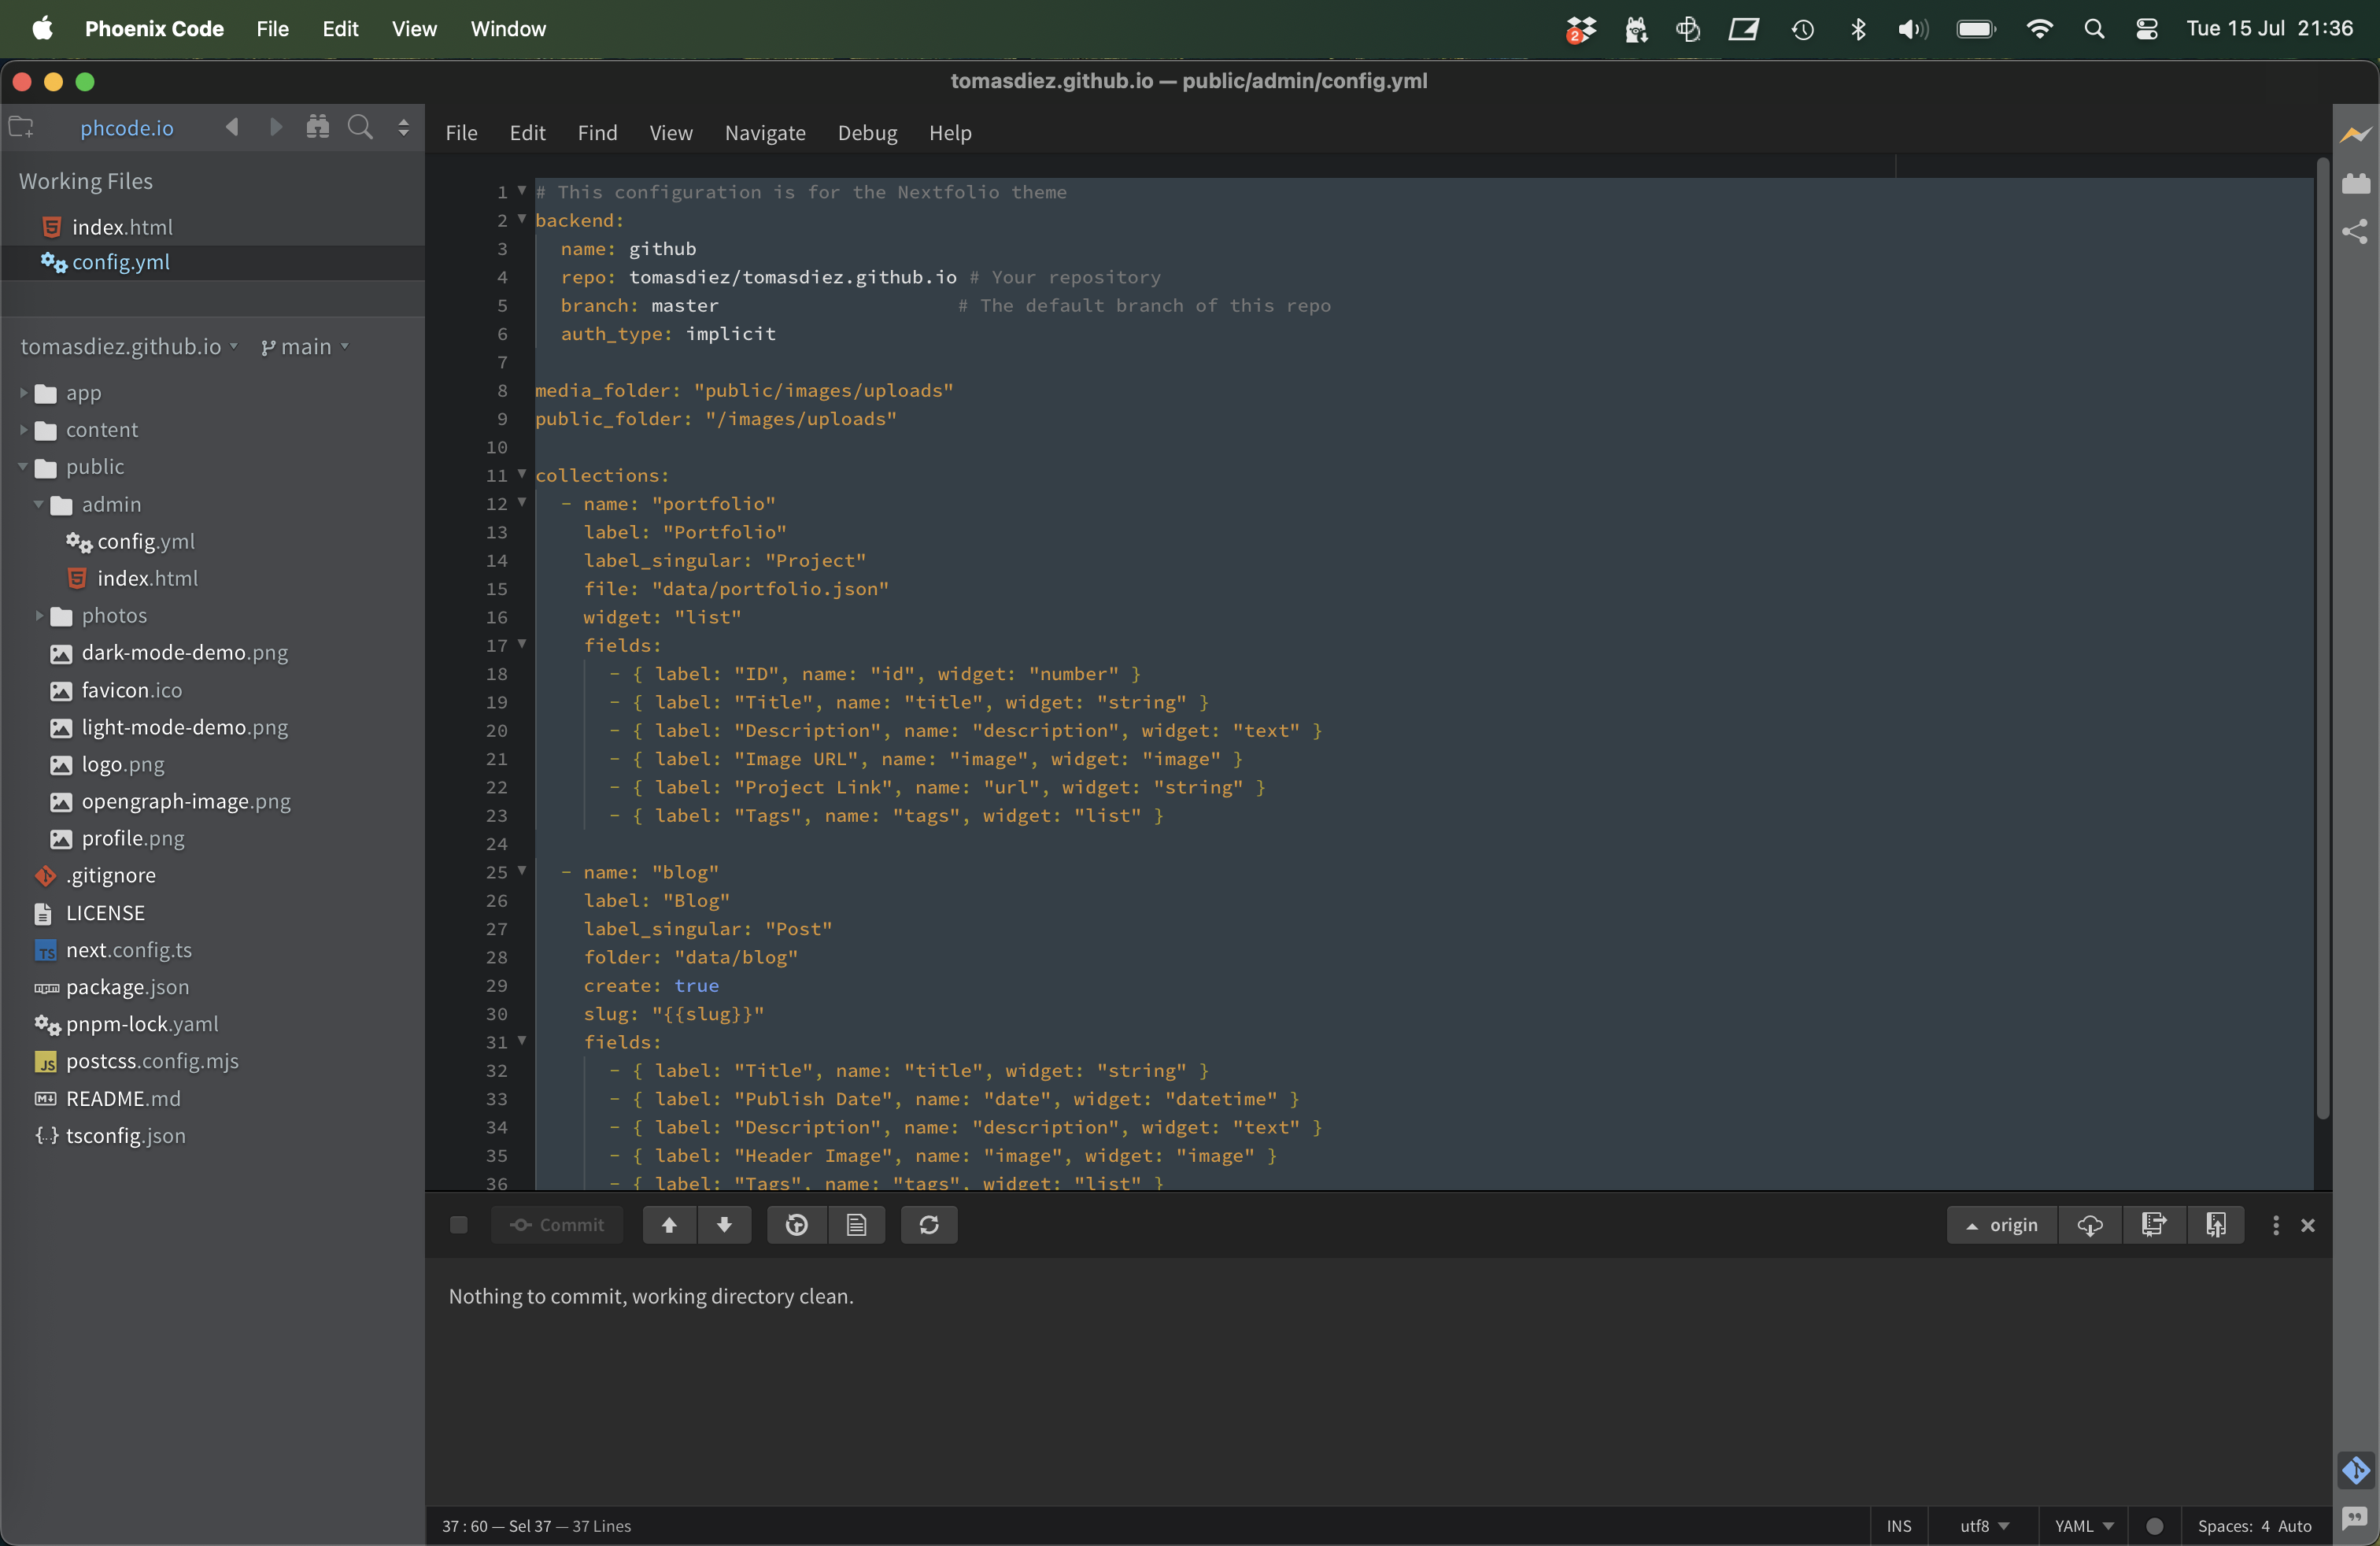 Phoenix Code File Edit View Window 2 Tue 15 Jul 21:36
tomasdiez.github.io — public/admin/config.yml
phcode.io
File Edit Find View Navigate Debug Help
Working Files
index.html
config.yml
tomasdiez.github.io main
app
content
public
admin
config.yml
index.html
photos
dark-mode-demo.png
favicon.ico
light-mode-demo.png
logo.png
opengraph-image.png
profile.png
.gitignore
LICENSE
TS next.config.ts
package.json
pnpm-lock.yaml
JS postcss.config.mjs
README.md
{··} tsconfig.json
1 # This configuration is for the Nextfolio theme
2 backend:
3 name: github
4 repo: tomasdiez/tomasdiez.github.io # Your repository
5 branch: master # The default branch of this repo
6 auth_type: implicit
7
8 media_folder: "public/images/uploads"
9 public_folder: "/images/uploads"
10
11 collections:
12 - name: "portfolio"
13 label: "Portfolio"
14 label_singular: "Project"
15 file: "data/portfolio.json"
16 widget: "list"
17 fields:
18 - { label: "ID", name: "id", widget: "number" }
19 - { label: "Title", name: "title", widget: "string" }
20 - { label: "Description", name: "description", widget: "text" }
21 - { label: "Image URL", name: "image", widget: "image" }
22 - { label: "Project Link", name: "url", widget: "string" }
23 - { label: "Tags", name: "tags", widget: "list" }
24
25 - name: "blog"
26 label: "Blog"
27 label_singular: "Post"
28 folder: "data/blog"
29 create: true
30 slug: "{{slug}}"
31 fields:
32 - { label: "Title", name: "title", widget: "string" }
33 - { label: "Publish Date", name: "date", widget: "datetime" }
34 - { label: "Description", name: "description", widget: "text" }
35 - { label: "Header Image", name: "image", widget: "image" }
36 - { label: "Tags", name: "tags", widget: "list" }
Commit origin
Nothing to commit, working directory clean.
37 : 60 — Sel 37 — 37 Lines INS utf8 YAML Spaces: 4 Auto